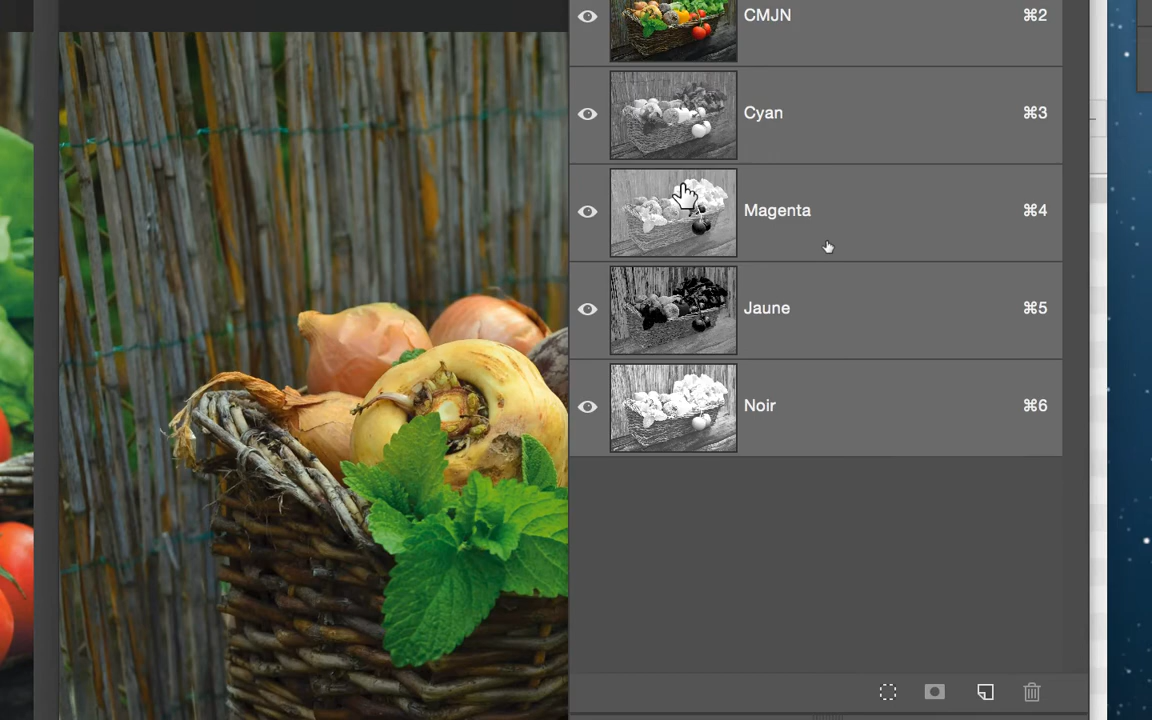 CMJN ⌘2
Cyan ⌘3
Magenta ⌘4
Jaune ⌘5
Noir ⌘6